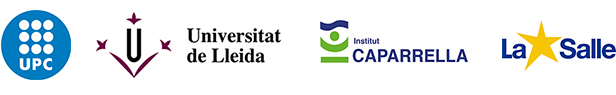 UPC
U
Universitat
de Lleida
Institut
CAPARRELLA
La Salle